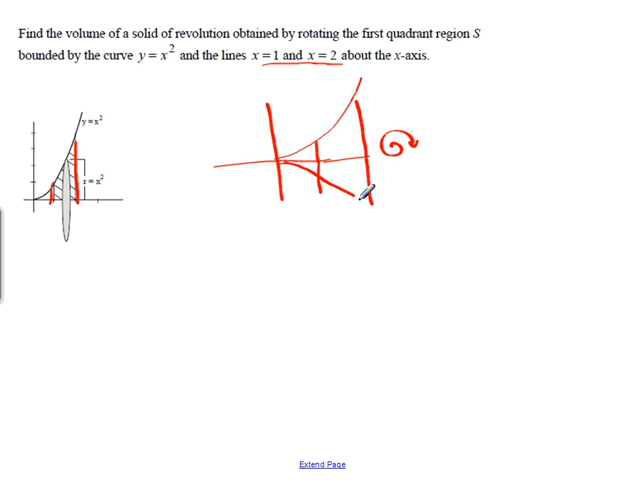 Find the volume of a solid of revolution obtained by rotating the first quadrant region S
bounded by the curve y = x² and the lines x = 1 and x = 2 about the x-axis.
y = x²
r = x²
Extend Page